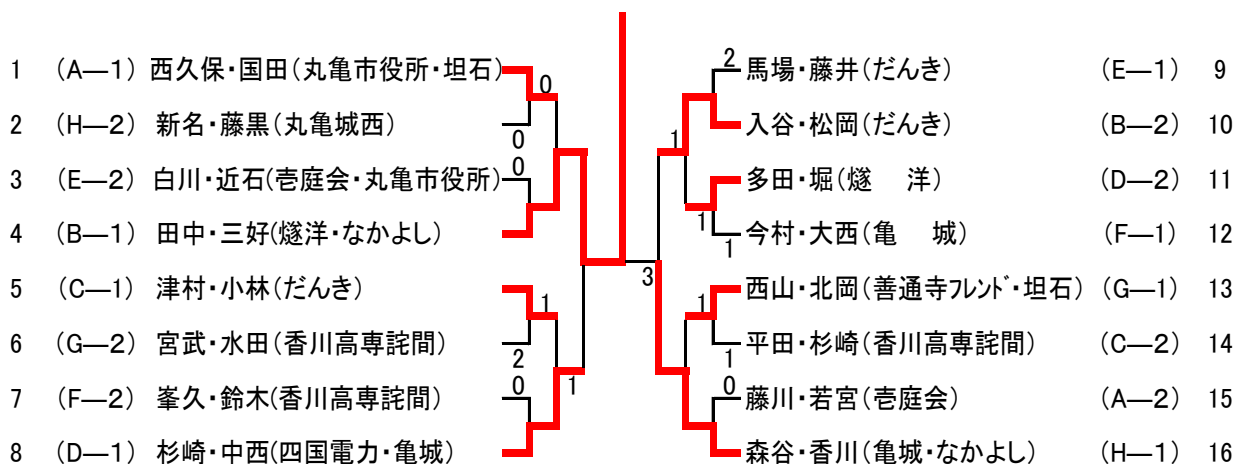 1 (A―1) 西久保・国田(丸亀市役所・坦石)
0
2 (H―2) 新名・藤黒(丸亀城西)
0
3 (E―2) 白川・近石(壱庭会・丸亀市役所)
0
4 (B―1) 田中・三好(燧洋・なかよし)
5 (C―1) 津村・小林(だんき)
1
6 (G―2) 宮武・水田(香川高専詫間)
2
7 (F―2) 峯久・鈴木(香川高専詫間)
0
1
8 (D―1) 杉崎・中西(四国電力・亀城)
3
2 馬場・藤井(だんき) (E―1) 9
入谷・松岡(だんき) (B―2) 10
1
多田・堀(燧 洋) (D―2) 11
1
今村・大西(亀 城) (F―1) 12
1
西山・北岡(善通寺フレンド・坦石) (G―1) 13
1
平田・杉崎(香川高専詫間) (C―2) 14
1
0 藤川・若宮(壱庭会) (A―2) 15
森谷・香川(亀城・なかよし) (H―1) 16